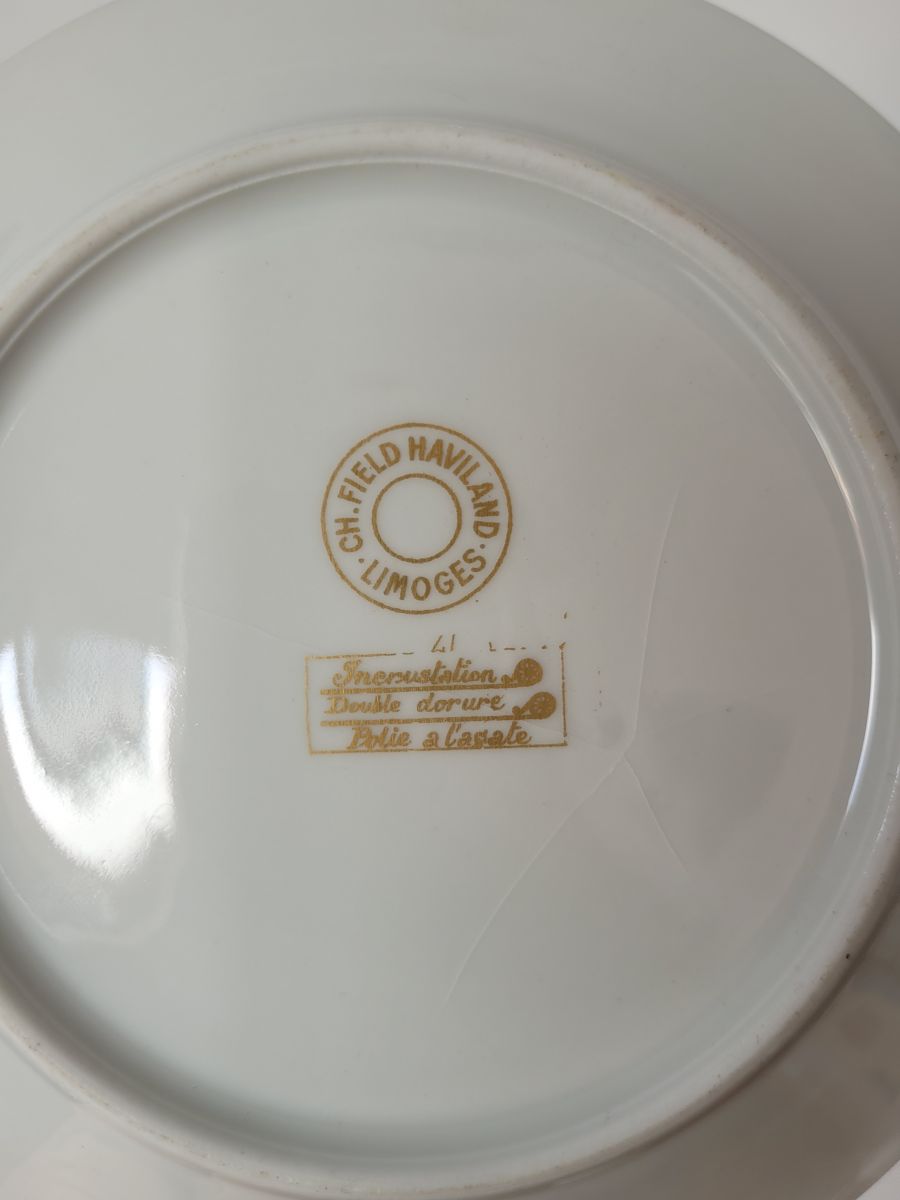 CH. FIELD HAVILAND
· LIMOGES ·
Incrustation
Double dorure
Polie a l'agate